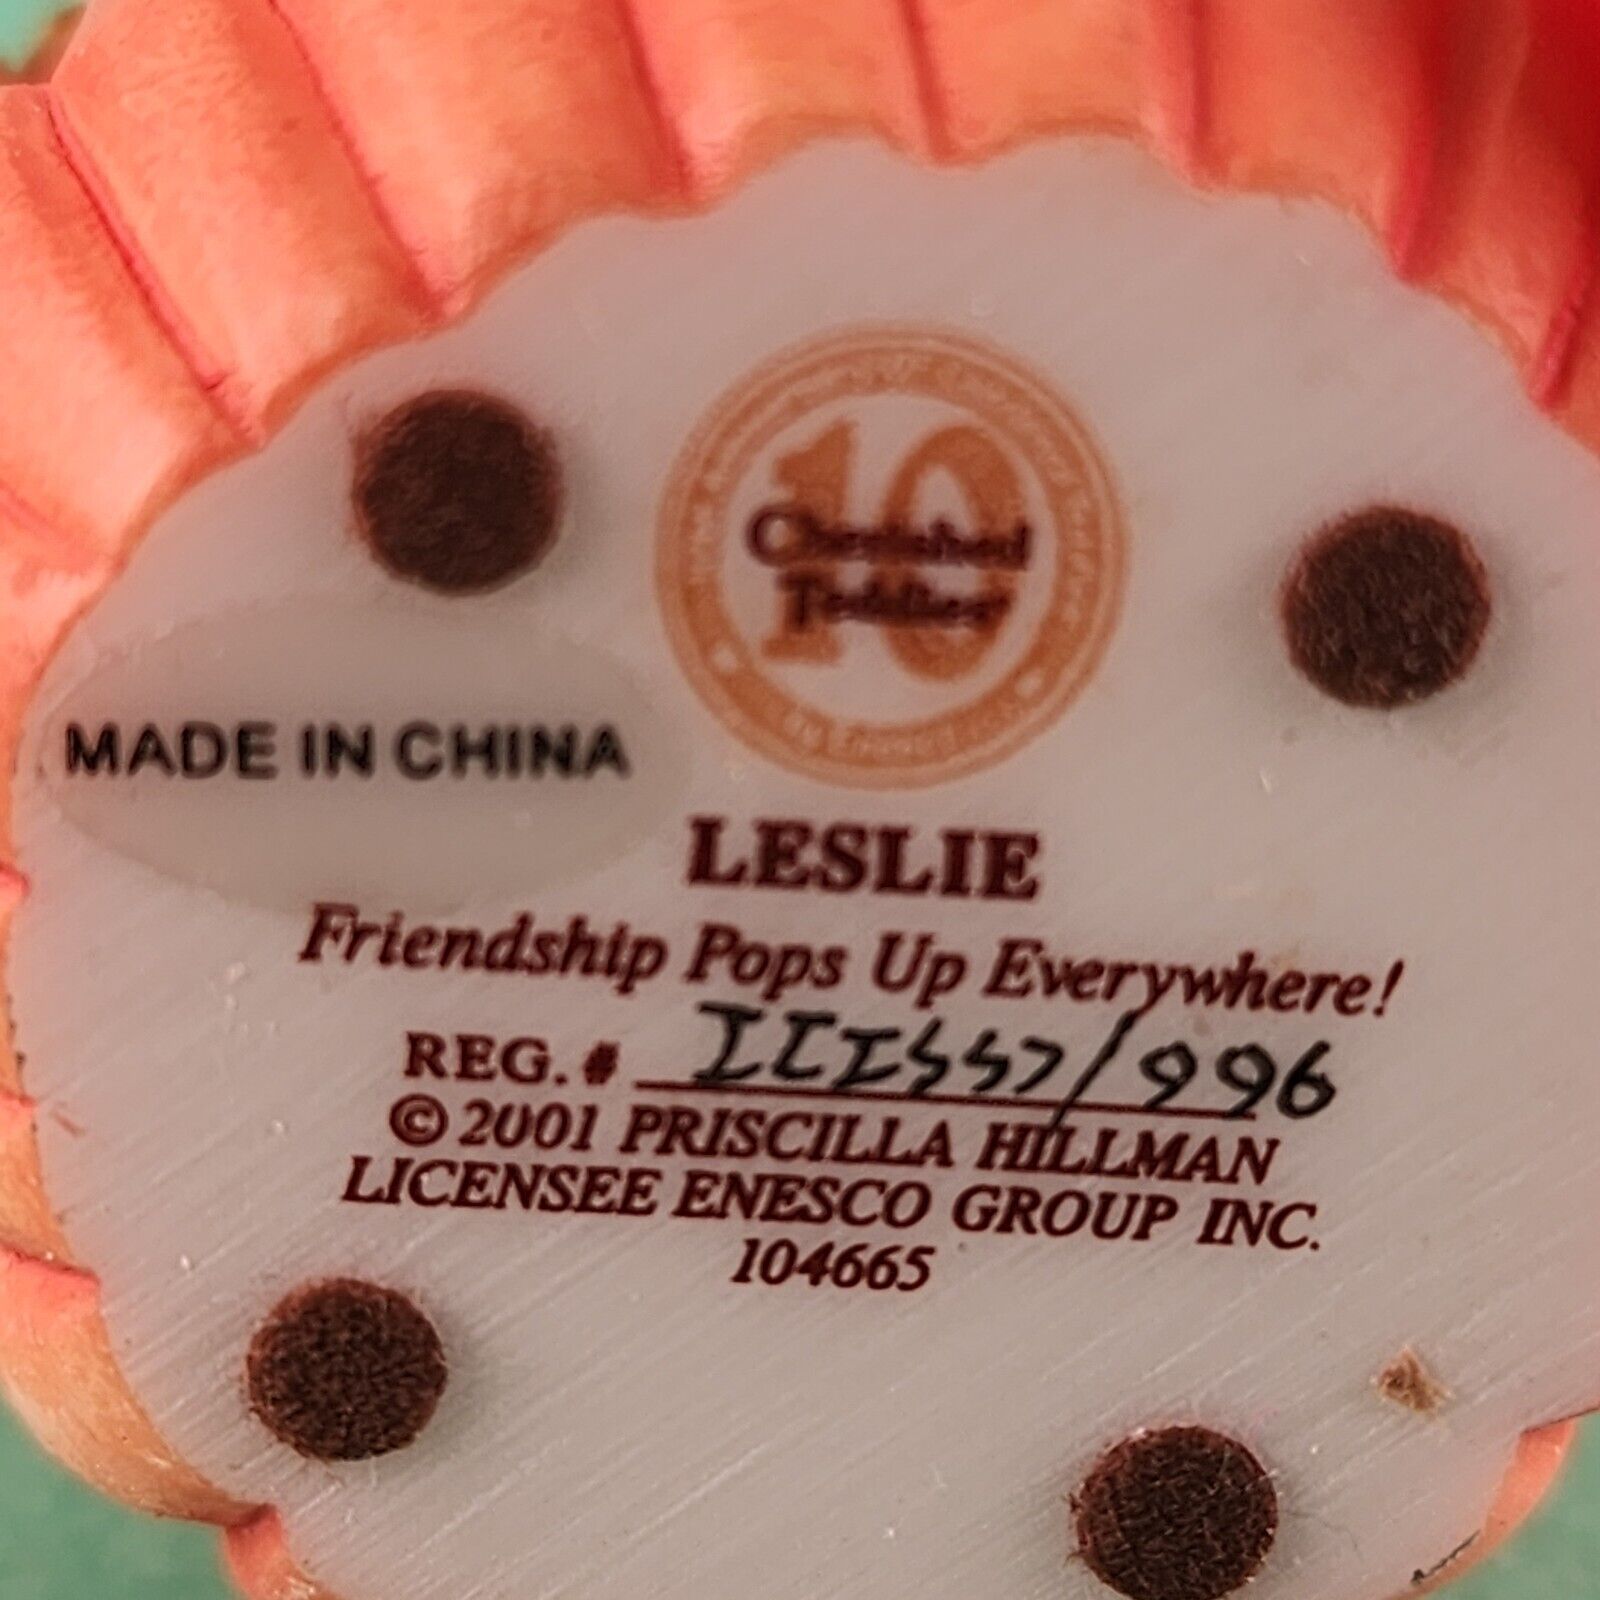 10
Cherished
Teddies
MADE IN CHINA
LESLIE
Friendship Pops Up Everywhere!
REG. # /996
© 2001 PRISCILLA HILLMAN
LICENSEE ENESCO GROUP INC.
104665